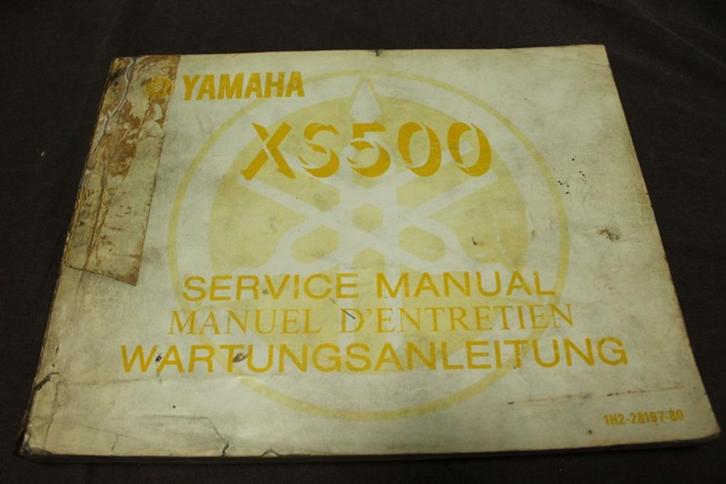 YAMAHA
XS500
SERVICE MANUAL
MANUEL D'ENTRETIEN
WARTUNGSANLEITUNG
1H2-28197-80